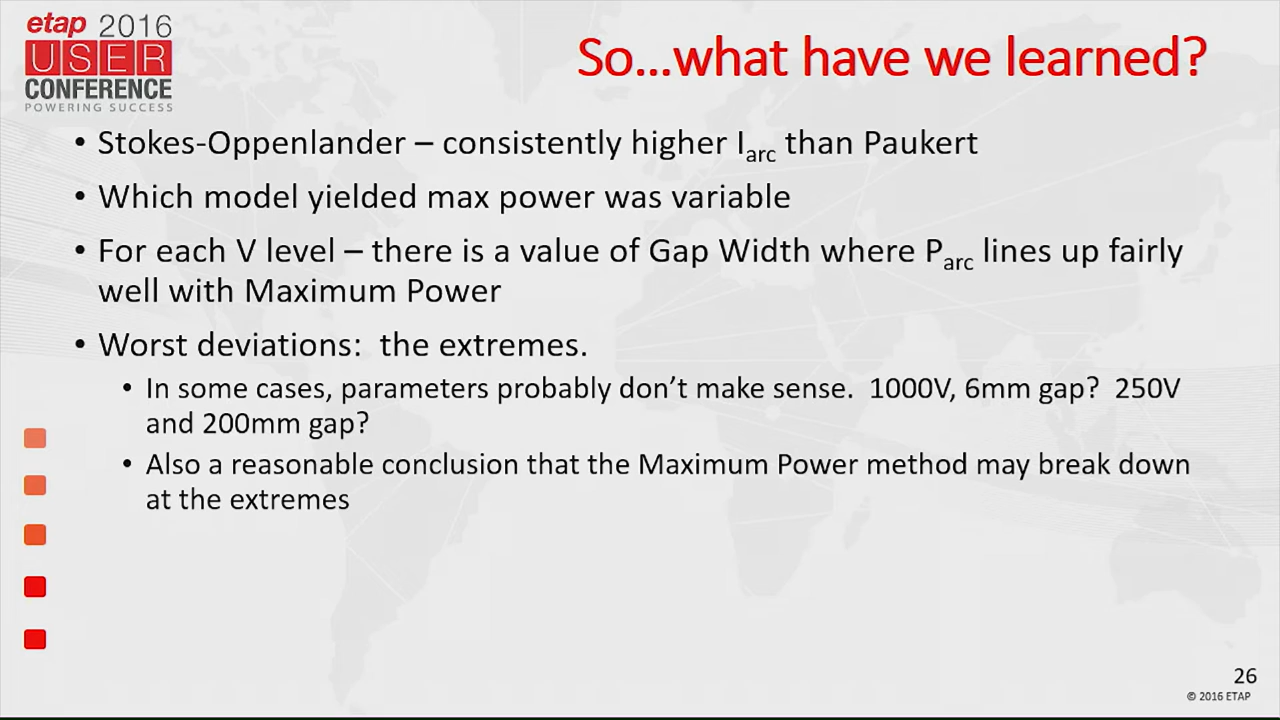 etap 2016
USER
CONFERENCE
POWERING SUCCESS
So...what have we learned?
• Stokes-Oppenlander – consistently higher Iarc than Paukert
• Which model yielded max power was variable
• For each V level – there is a value of Gap Width where Parc lines up fairly
well with Maximum Power
• Worst deviations: the extremes.
• In some cases, parameters probably don't make sense. 1000V, 6mm gap? 250V
and 200mm gap?
• Also a reasonable conclusion that the Maximum Power method may break down
at the extremes
26
© 2016 ETAP